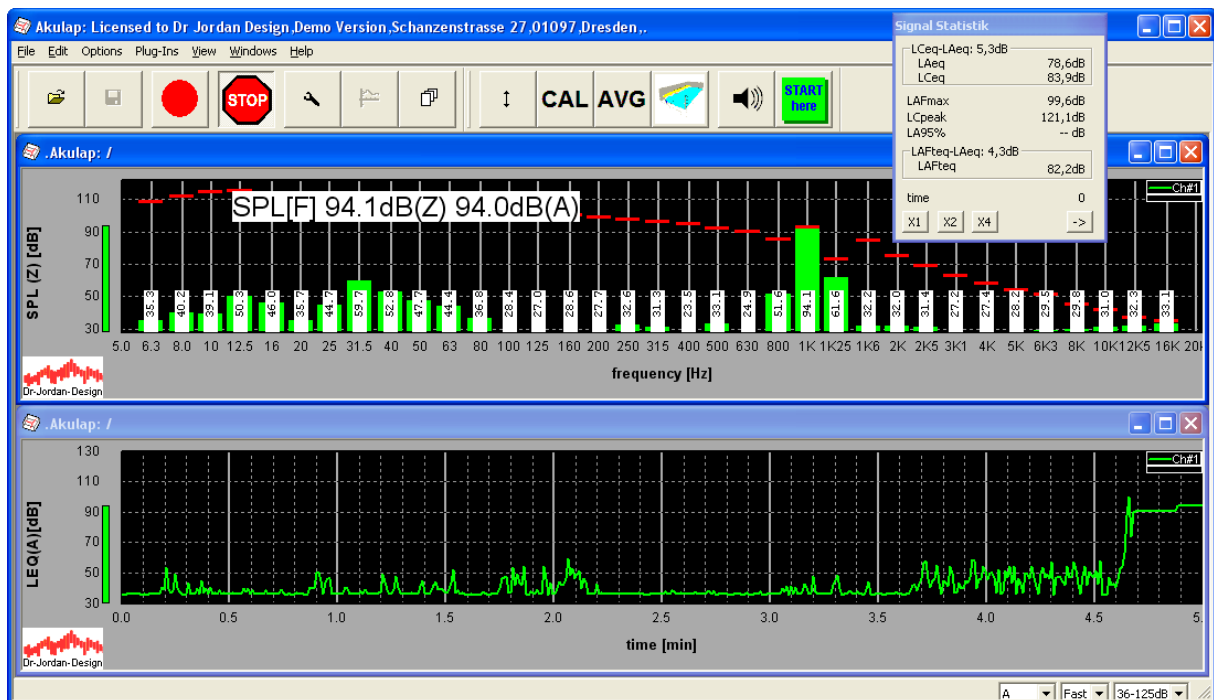 Akulap: Licensed to Dr Jordan Design,Demo Version,Schanzenstrasse 27,01097,Dresden,.
File Edit Options Plug-Ins View Windows Help
STOP
CAL AVG
START
here
Signal Statistik
LCeq-LAeq: 5,3dB
LAeq 78,6dB
LCeq 83,9dB
LAFmax 99,6dB
LCpeak 121,1dB
LA95% -- dB
LAFteq-LAeq: 4,3dB
LAFteq 82,2dB
time 0
X1 X2 X4 ->
.Akulap: /
SPL[F] 94.1dB(Z) 94.0dB(A)
Ch#1
SPL (Z) [dB]
110
90
70
50
30
35.3 40.2 39.1 50.3 46.0 35.7 44.7 59.7 52.8 47.7 44.4 36.8 28.4 27.0 28.6 27.7 32.6 31.3 23.5 33.1 24.9 51.6 94.1 61.6 32.2 32.0 31.4 27.2 27.4 28.2 29.5 29.8 31.0 32.3 33.1
5.0 6.3 8.0 10 12.5 16 20 25 31.5 40 50 63 80 100 125 160 200 250 315 400 500 630 800 1K 1K25 1K6 2K 2K5 3K1 4K 5K 6K3 8K 10K 12K5 16K 20K
frequency [Hz]
Dr-Jordan-Design
.Akulap: /
Ch#1
LEQ(A)[dB]
130
110
90
70
50
30
0.0 0.5 1.0 1.5 2.0 2.5 3.0 3.5 4.0 4.5 5.
time [min]
Dr-Jordan-Design
A Fast 36-125dB